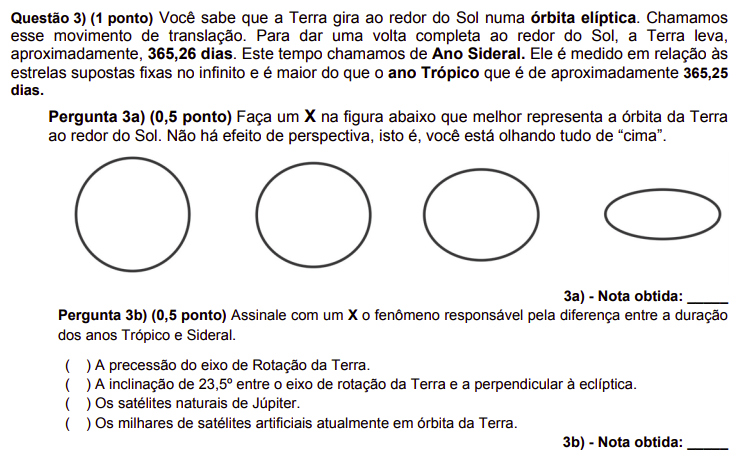 Questão 3) (1 ponto) Você sabe que a Terra gira ao redor do Sol numa órbita elíptica. Chamamos
esse movimento de translação. Para dar uma volta completa ao redor do Sol, a Terra leva,
aproximadamente, 365,26 dias. Este tempo chamamos de Ano Sideral. Ele é medido em relação às
estrelas supostas fixas no infinito e é maior do que o ano Trópico que é de aproximadamente 365,25
dias.
Pergunta 3a) (0,5 ponto) Faça um X na figura abaixo que melhor representa a órbita da Terra
ao redor do Sol. Não há efeito de perspectiva, isto é, você está olhando tudo de “cima”.
3a) - Nota obtida: _____
Pergunta 3b) (0,5 ponto) Assinale com um X o fenômeno responsável pela diferença entre a duração
dos anos Trópico e Sideral.
(   ) A precessão do eixo de Rotação da Terra.
(   ) A inclinação de 23,5º entre o eixo de rotação da Terra e a perpendicular à eclíptica.
(   ) Os satélites naturais de Júpiter.
(   ) Os milhares de satélites artificiais atualmente em órbita da Terra.
3b) - Nota obtida: _____